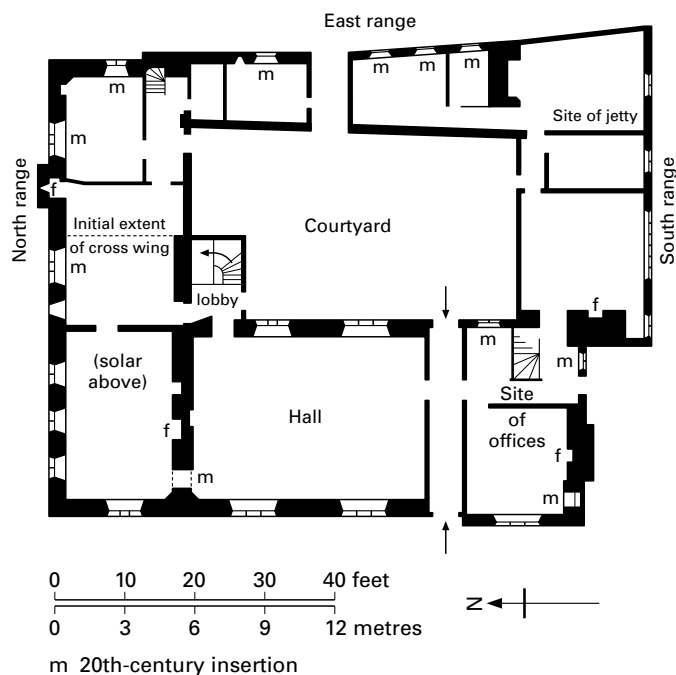 East range
m
m
m
m
m
Site of jetty
m
North range
f
Initial extent
of cross wing
m
Courtyard
South range
lobby
f
m
m
(solar
above)
Hall
Site
of
offices
f
f
m
m
0 10 20 30 40 feet
0 3 6 9 12 metres
N
m 20th-century insertion